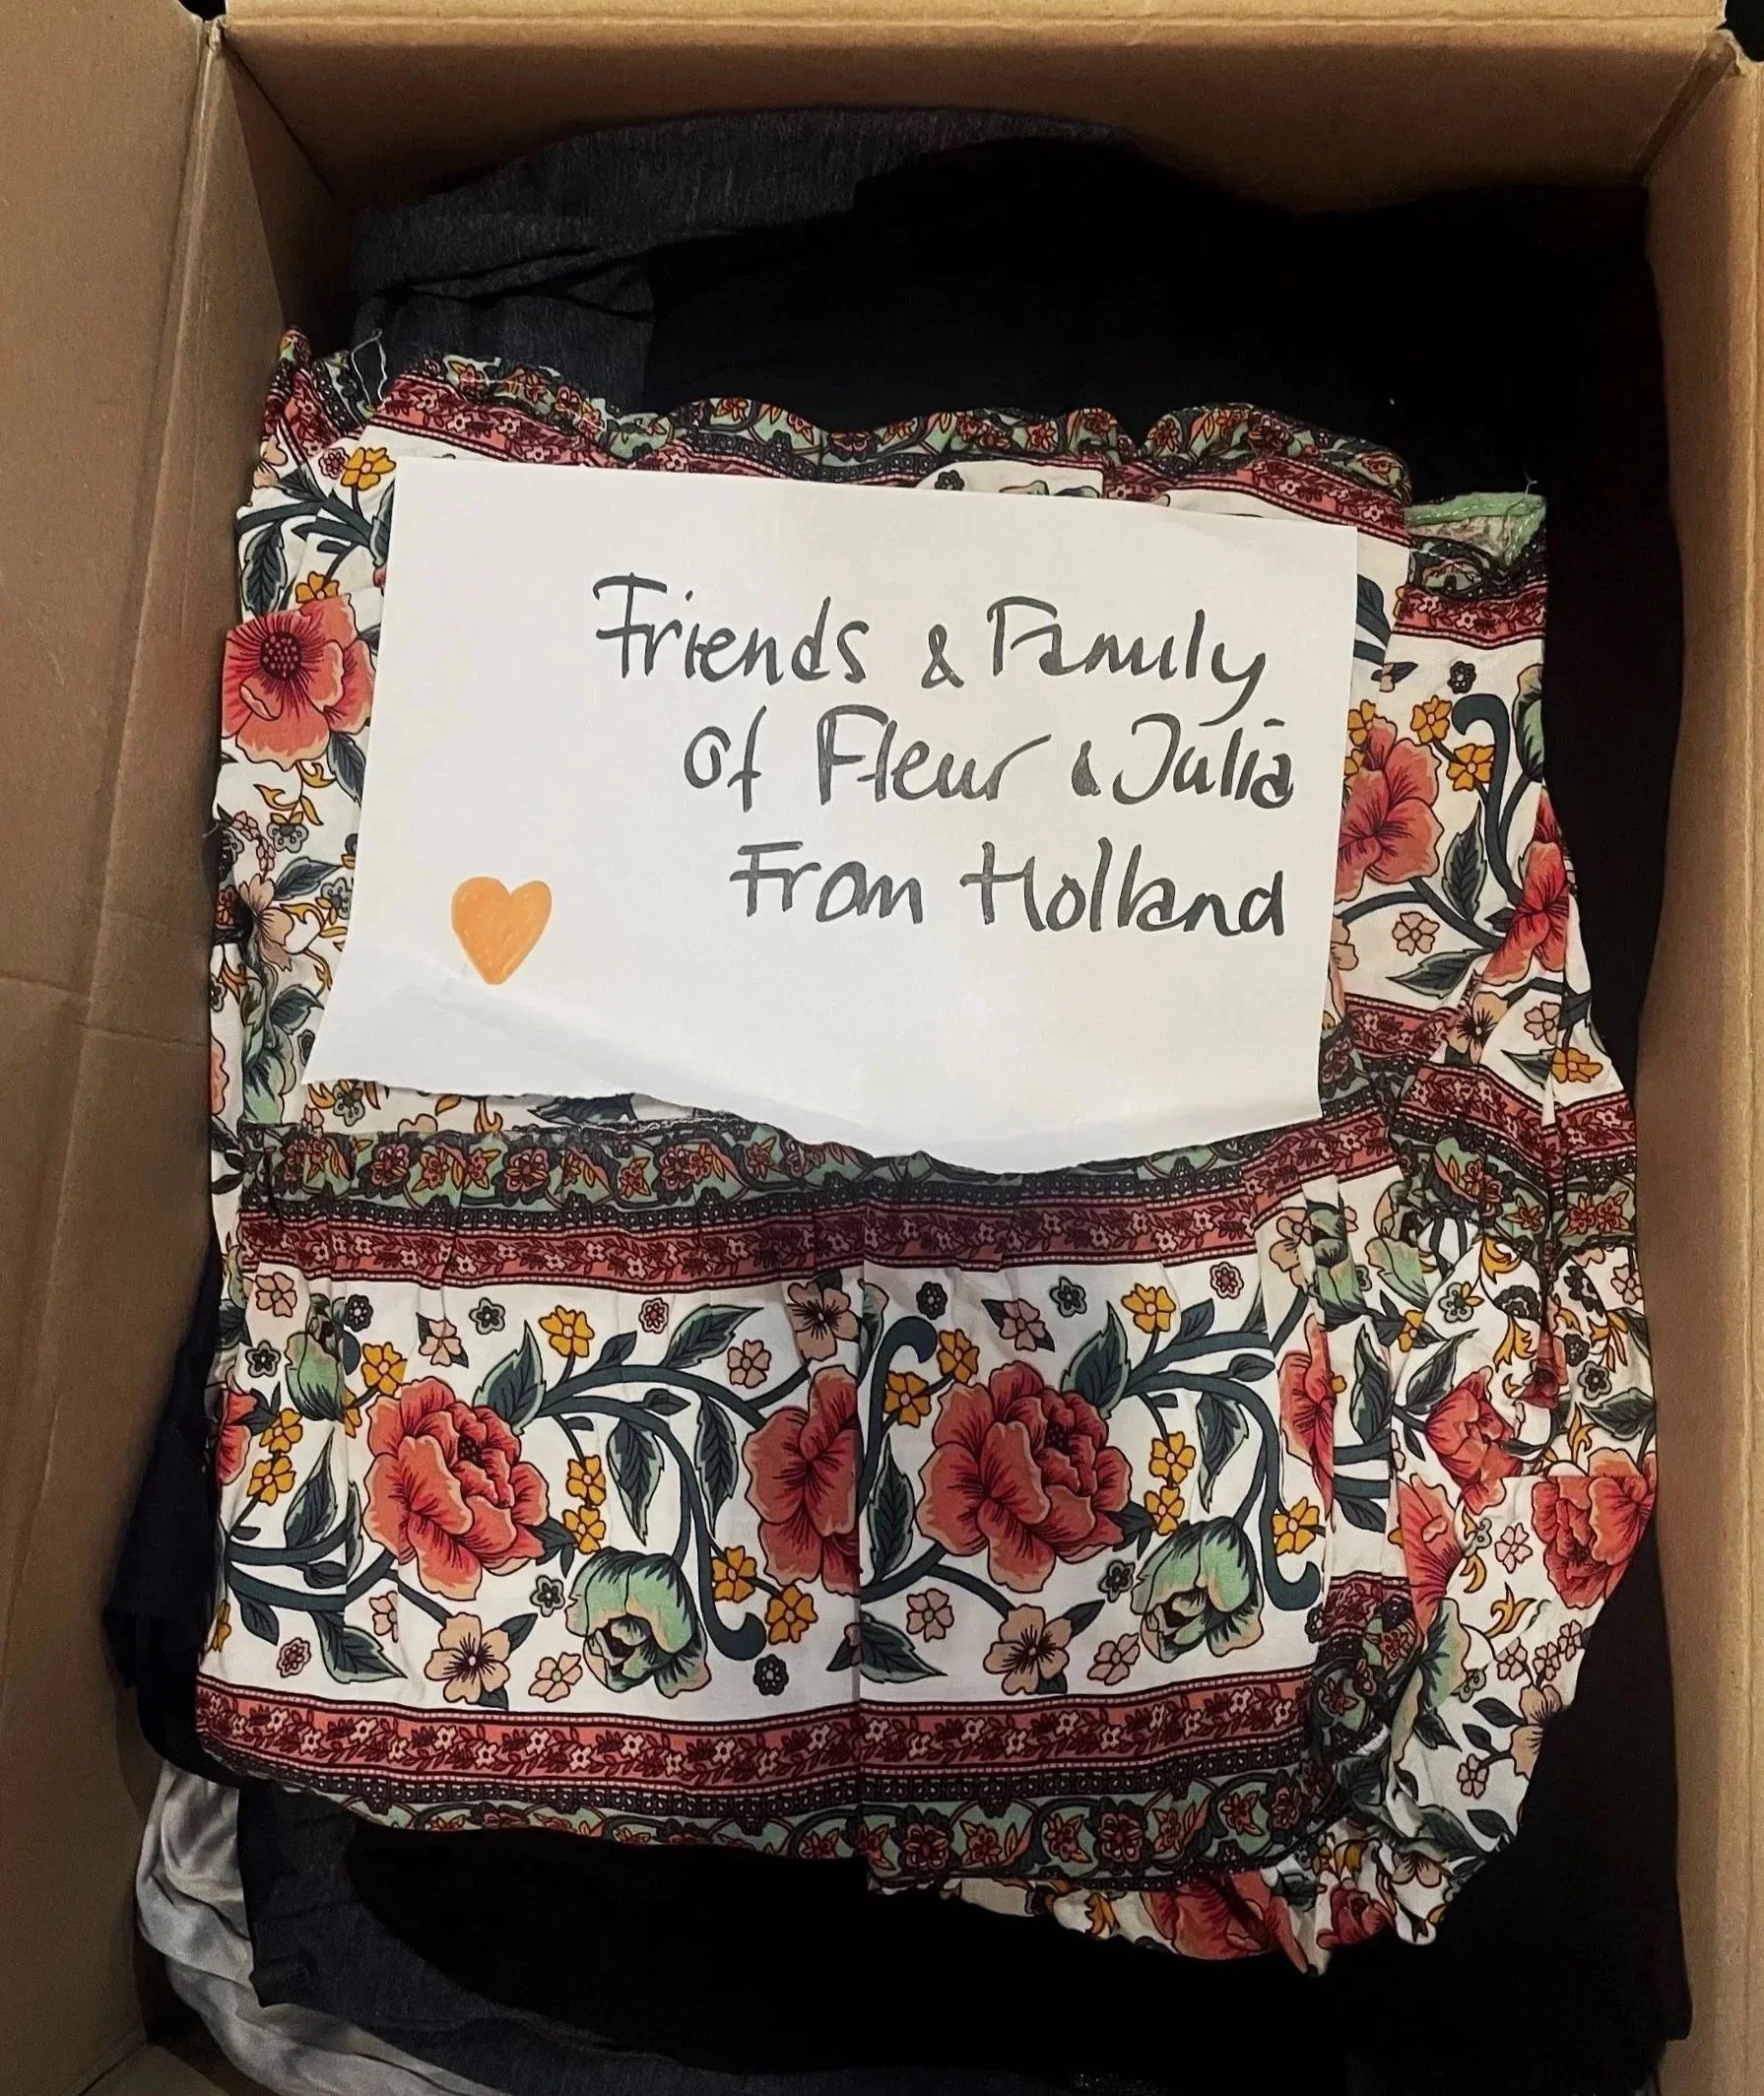 Friends & Family
of Fleur & Julia
From Holland